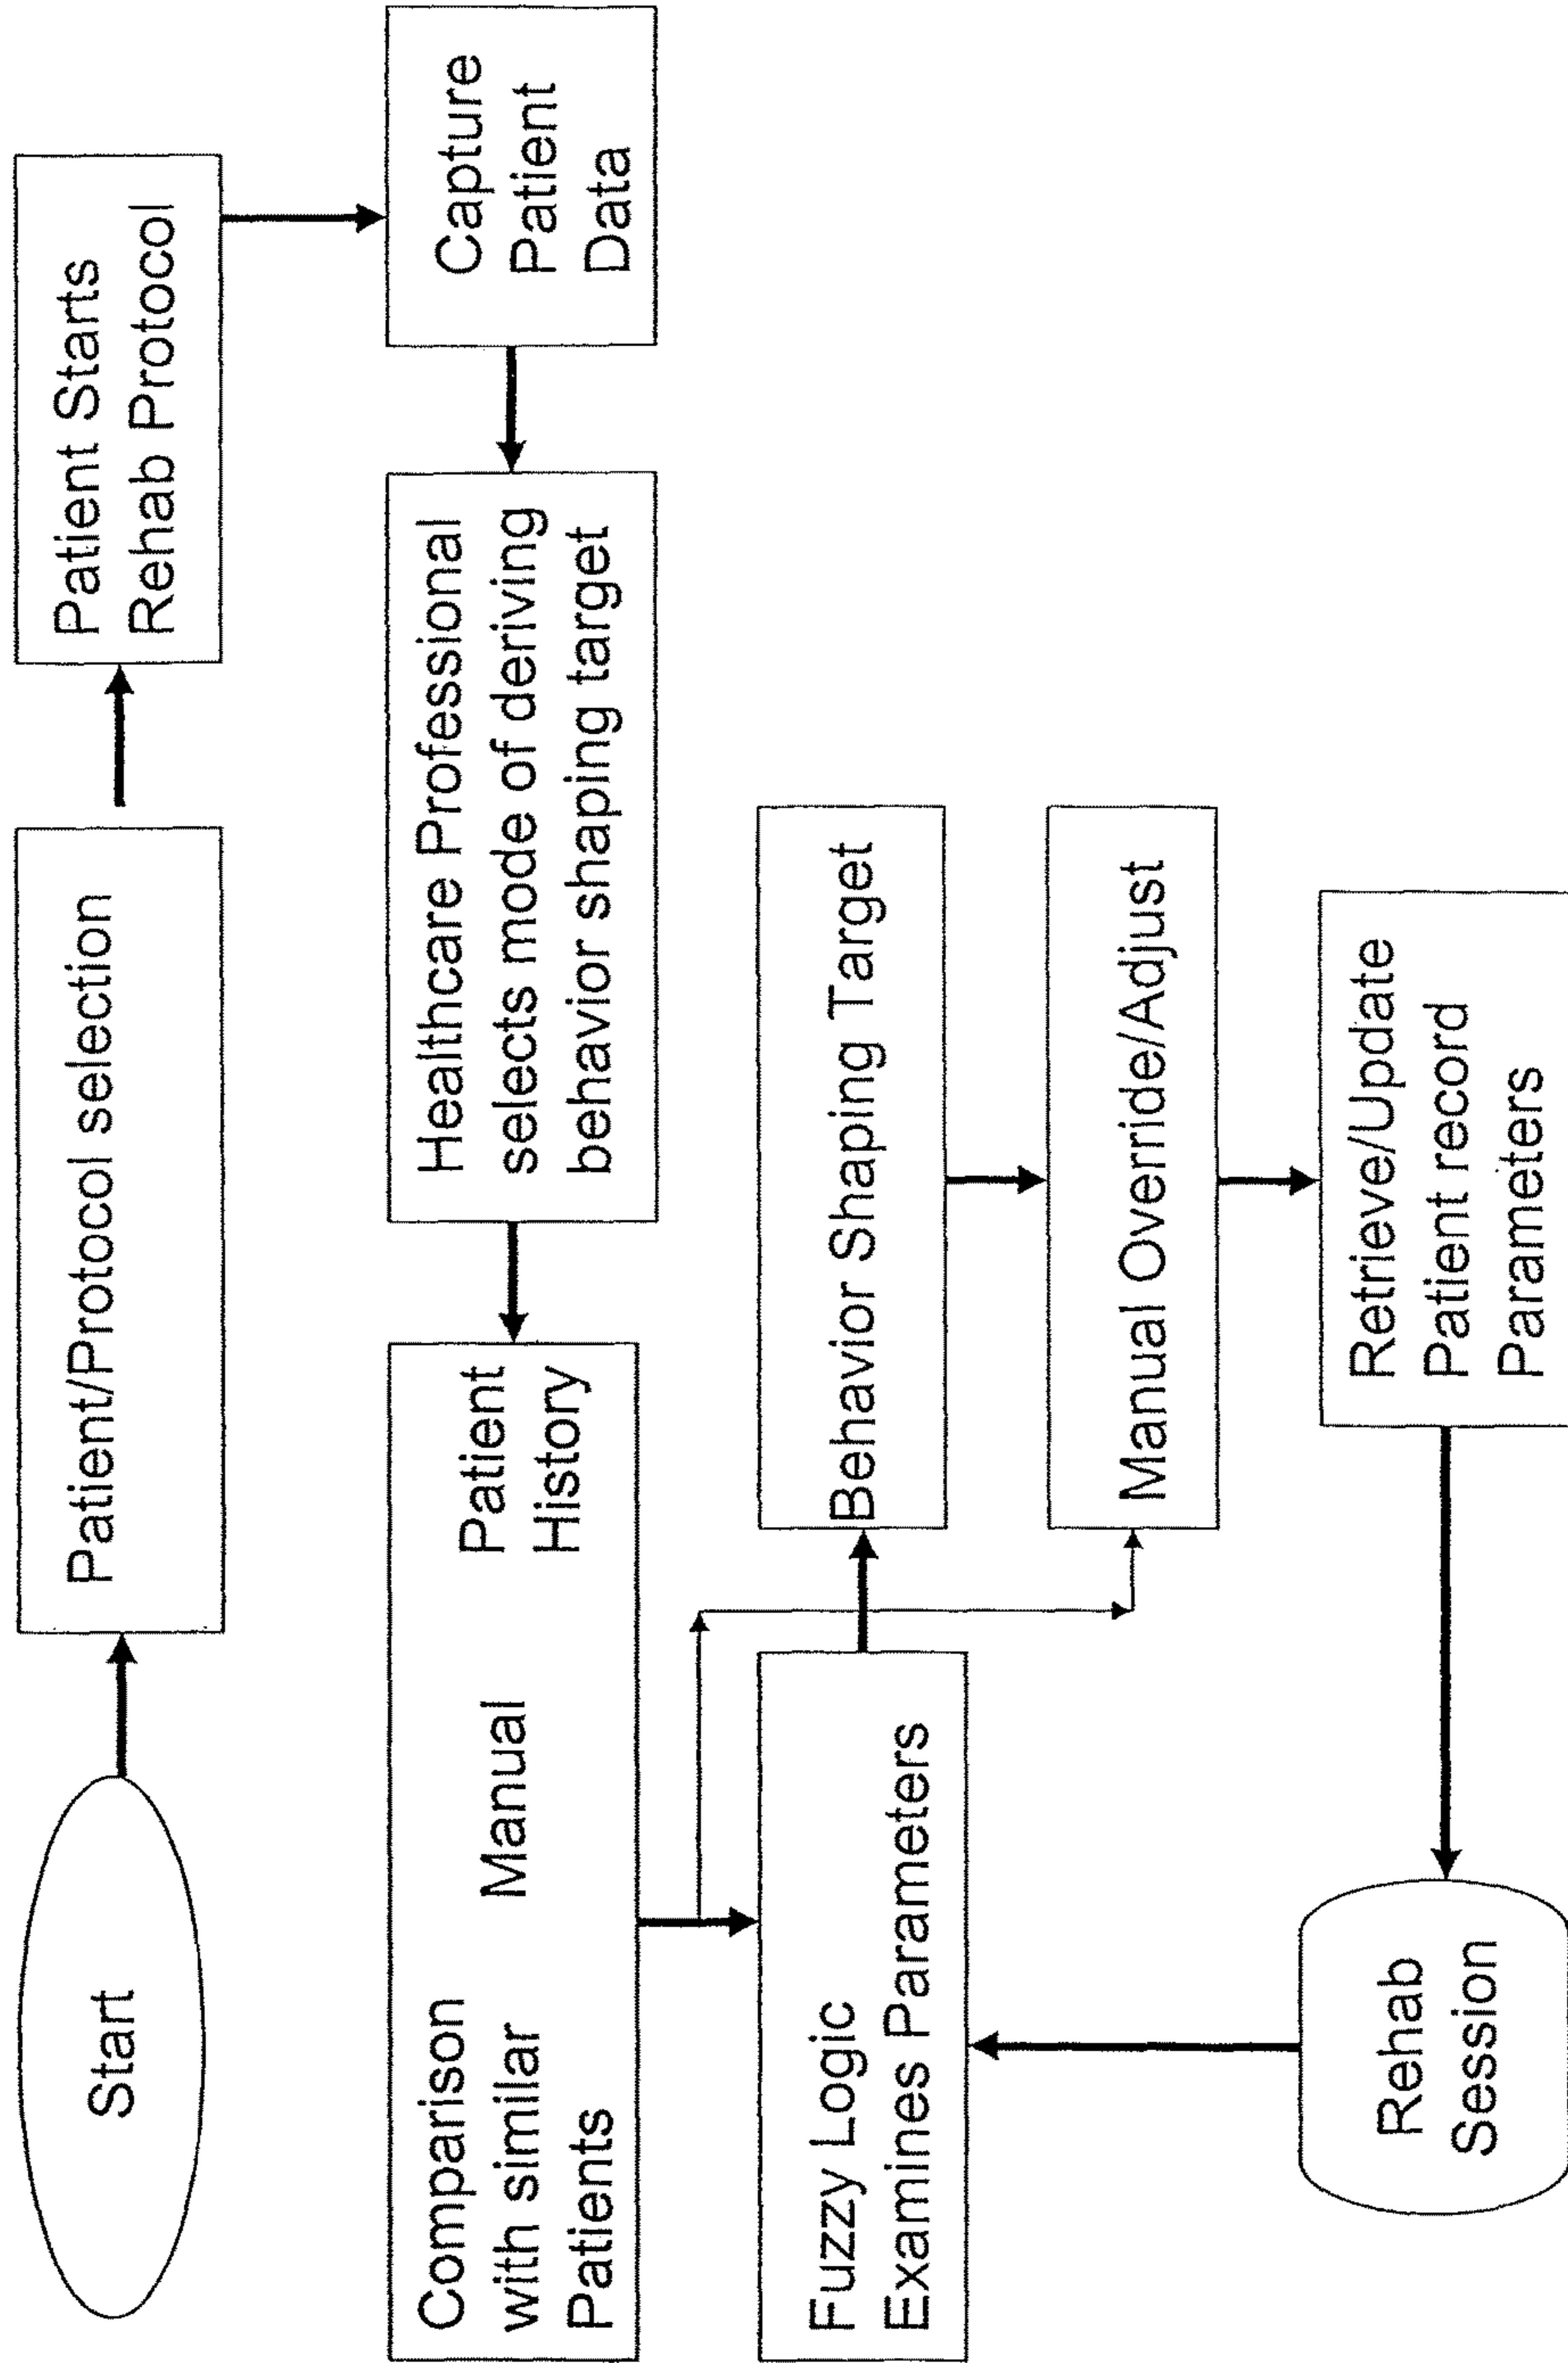 Start
Patient/Protocol selection
Patient Starts
Rehab Protocol
Capture
Patient
Data
Healthcare Professional
selects mode of deriving
behavior shaping target
Comparison
with similar
Patients
Manual
Patient
History
Fuzzy Logic
Examines Parameters
Behavior Shaping Target
Manual Override/Adjust
Retrieve/Update
Patient record
Parameters
Rehab
Session